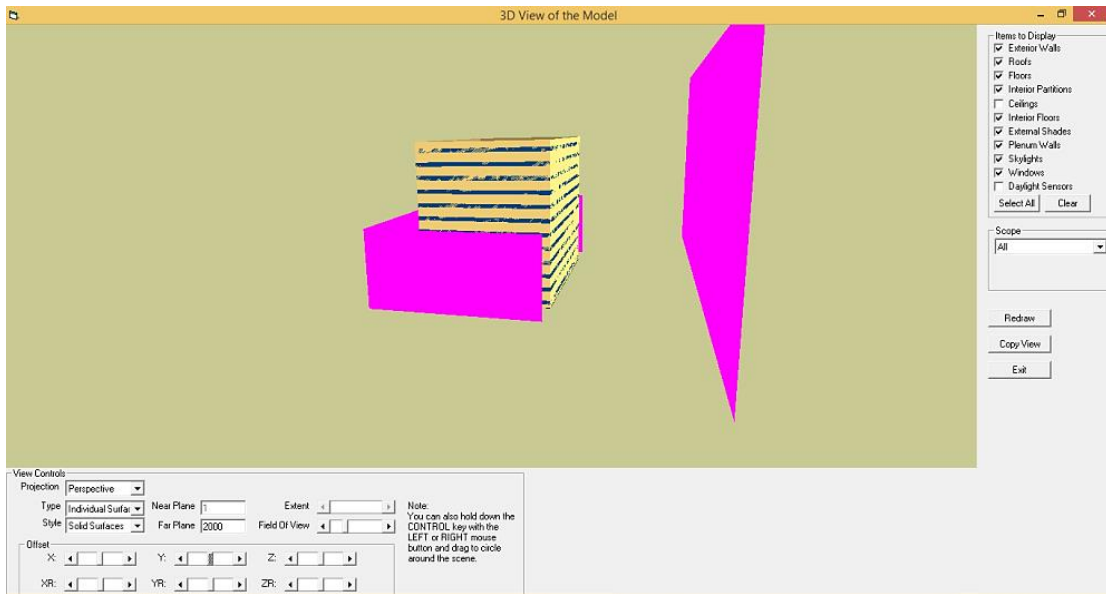 3D View of the Model
Items to Display
Exterior Walls
Roofs
Floors
Interior Partitions
Ceilings
Interior Floors
External Shades
Plenum Walls
Skylights
Windows
Daylight Sensors
Select All Clear
Scope
All
Redraw
Copy View
Exit
View Controls
Projection Perspective
Type Individual Surfac Near Plane 1 Extent
Style Solid Surfaces Far Plane 2000 Field Of View
Note:
You can also hold down the
CONTROL key with the
LEFT or RIGHT mouse
button and drag to circle
around the scene.
Offset
X: Y: Z:
XR: YR: ZR: